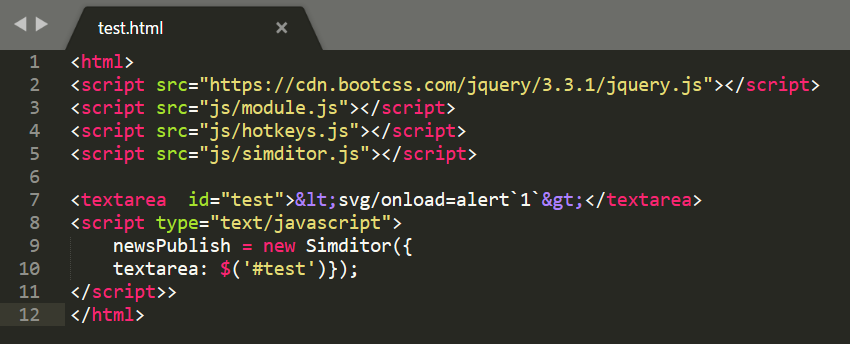 test.html
1 <html>
2 <script src="https://cdn.bootcss.com/jquery/3.3.1/jquery.js"></script>
3 <script src="js/module.js"></script>
4 <script src="js/hotkeys.js"></script>
5 <script src="js/simditor.js"></script>
6
7 <textarea  id="test">&lt;svg/onload=alert`1`&gt;</textarea>
8 <script type="text/javascript">
9     newsPublish = new Simditor({
10     textarea: $('#test')});
11 </script>>
12 </html>